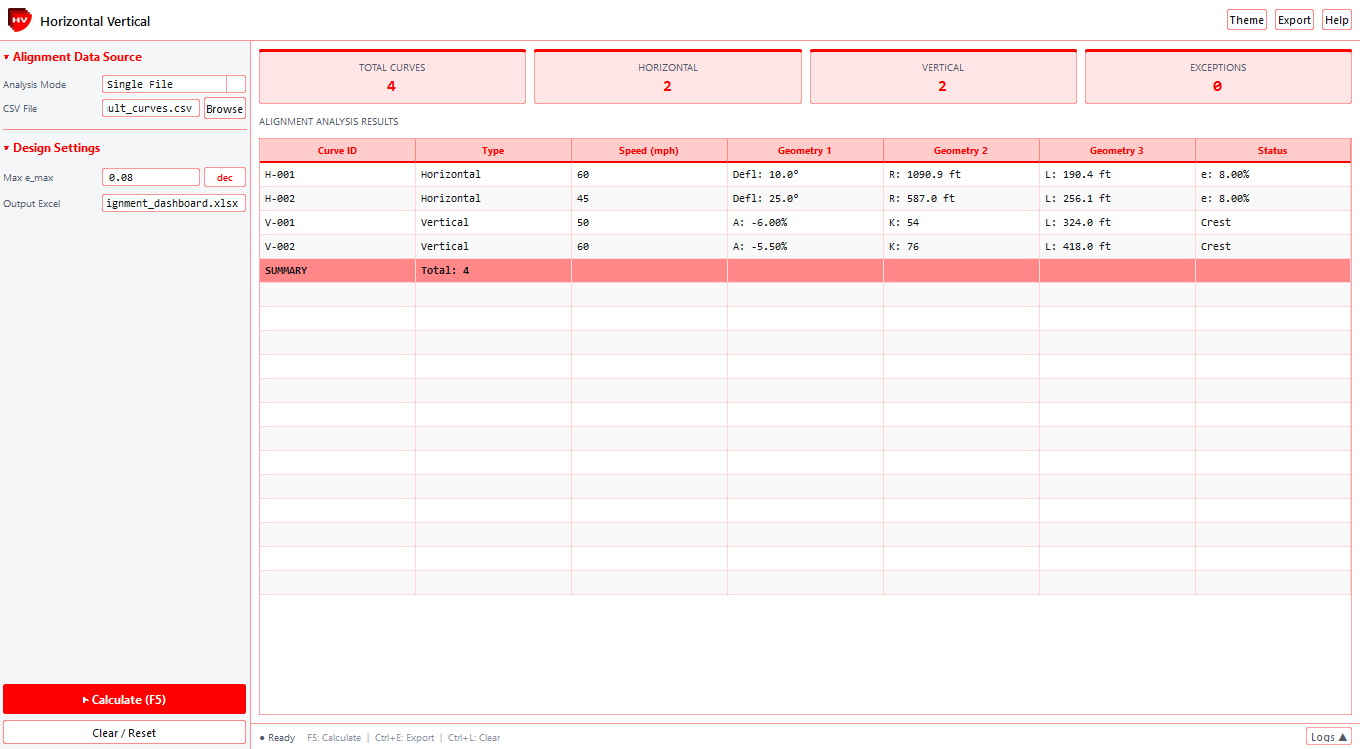 HV Horizontal Vertical Theme Export Help
▾ Alignment Data Source
Analysis Mode Single File
CSV File ult_curves.csv Browse
▾ Design Settings
Max e_max 0.08 dec
Output Excel ignment_dashboard.xlsx
▸ Calculate (F5)
Clear / Reset
TOTAL CURVES HORIZONTAL VERTICAL EXCEPTIONS
4 2 2 0
ALIGNMENT ANALYSIS RESULTS
Curve ID Type Speed (mph) Geometry 1 Geometry 2 Geometry 3 Status
H-001 Horizontal 60 Defl: 10.0° R: 1090.9 ft L: 190.4 ft e: 8.00%
H-002 Horizontal 45 Defl: 25.0° R: 587.0 ft L: 256.1 ft e: 8.00%
V-001 Vertical 50 A: -6.00% K: 54 L: 324.0 ft Crest
V-002 Vertical 60 A: -5.50% K: 76 L: 418.0 ft Crest
SUMMARY Total: 4
● Ready F5: Calculate | Ctrl+E: Export | Ctrl+L: Clear Logs ▲